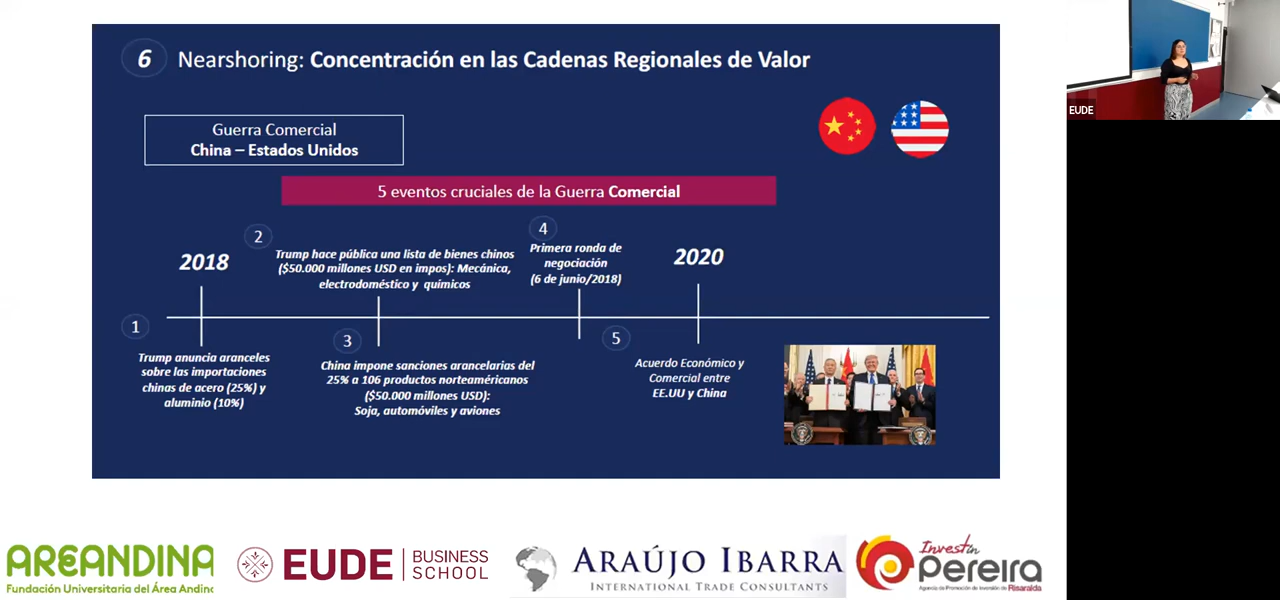 6
Nearshoring: Concentración en las Cadenas Regionales de Valor
Guerra Comercial
China – Estados Unidos
5 eventos cruciales de la Guerra Comercial
2018
1
Trump anuncia aranceles
sobre las importaciones
chinas de acero (25%) y
aluminio (10%)
2
Trump hace pública una lista de bienes chinos
($50.000 millones USD en impos): Mecánica,
electrodoméstico y químicos
3
China impone sanciones arancelarias del
25% a 106 productos norteaméricanos
($50.000 millones USD):
Soja, automóviles y aviones
4
Primera ronda de
negociación
(6 de junio/2018)
2020
5
Acuerdo Económico y
Comercial entre
EE.UU y China
EUDE
AREANDINA
Fundación Universitaria del Área Andina
EUDE BUSINESS
SCHOOL
ARAÚJO IBARRA
INTERNATIONAL TRADE CONSULTANTS
Invest in
pereira
Agencia de Promoción de Inversión de Risaralda